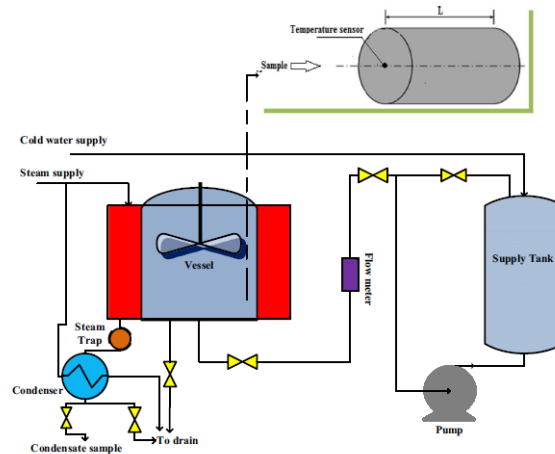 L
Temperature sensor
Sample
Cold water supply
Steam supply
Vessel
Flow meter
Supply Tank
Steam
Trap
Condenser
To drain
Condensate sample
Pump